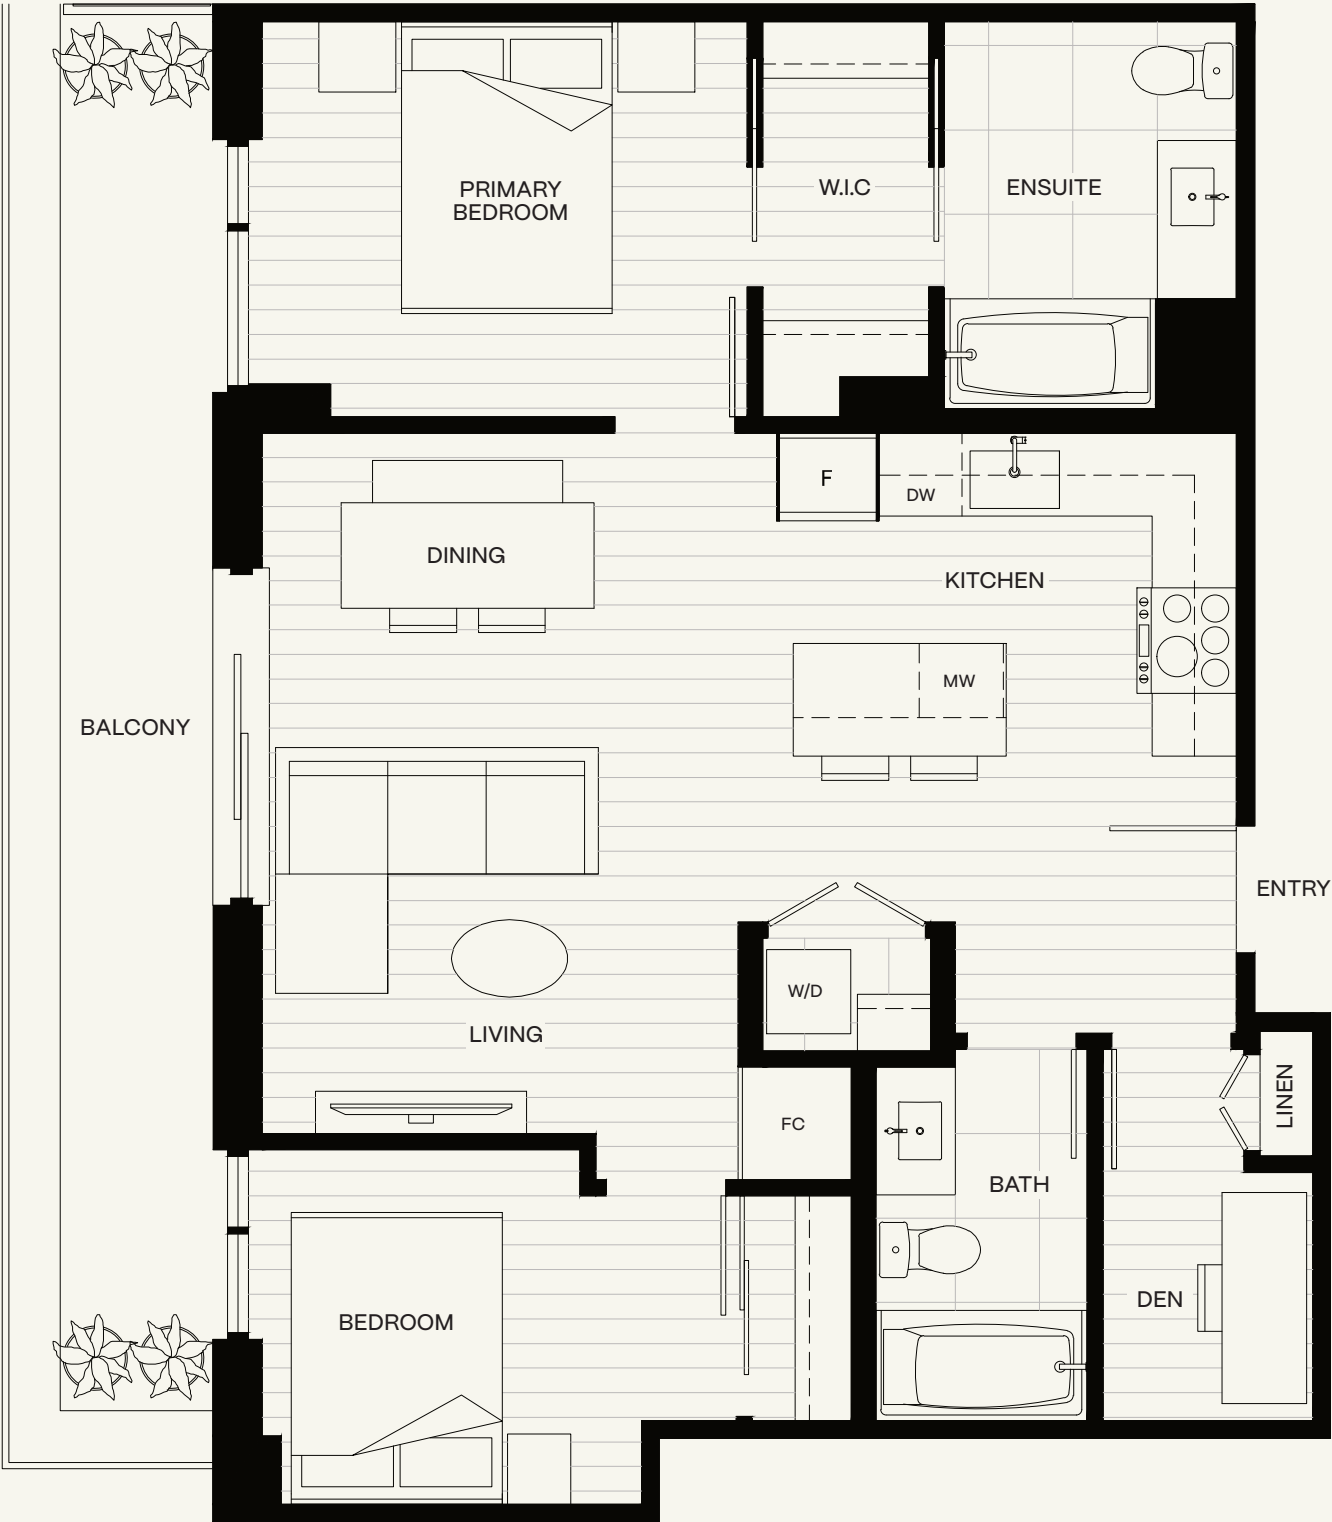 PRIMARY
BEDROOM
W.I.C
ENSUITE
F
DW
DINING
KITCHEN
MW
BALCONY
ENTRY
W/D
LIVING
LINEN
FC
BATH
DEN
BEDROOM